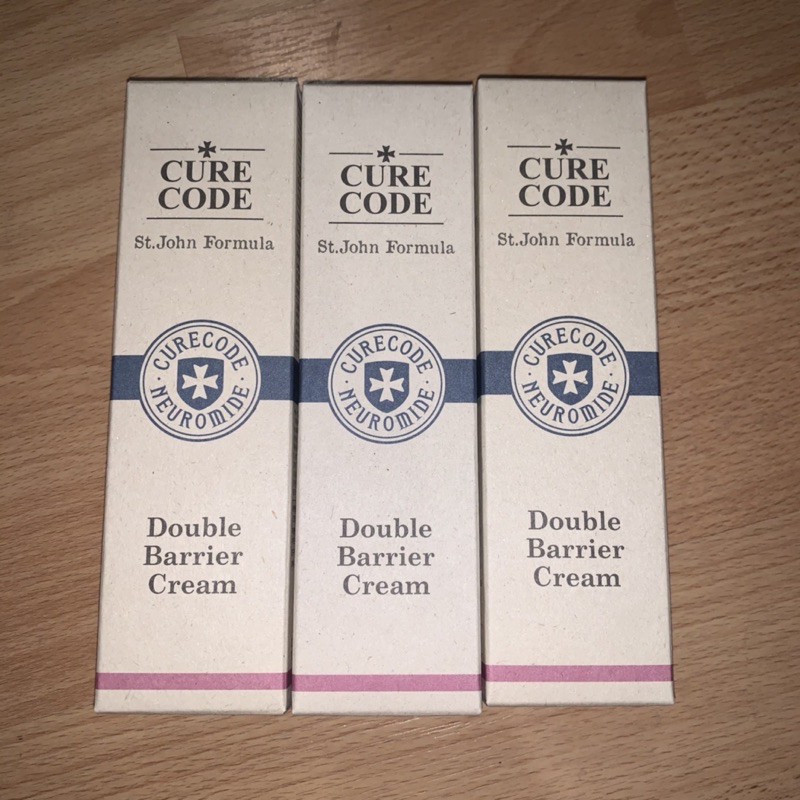 CURE
CODE
St.John Formula
CURECODE
NEUROMIDE
Double
Barrier
Cream
CURE
CODE
St.John Formula
CURECODE
NEUROMIDE
Double
Barrier
Cream
CURE
CODE
St.John Formula
CURECODE
NEUROMIDE
Double
Barrier
Cream